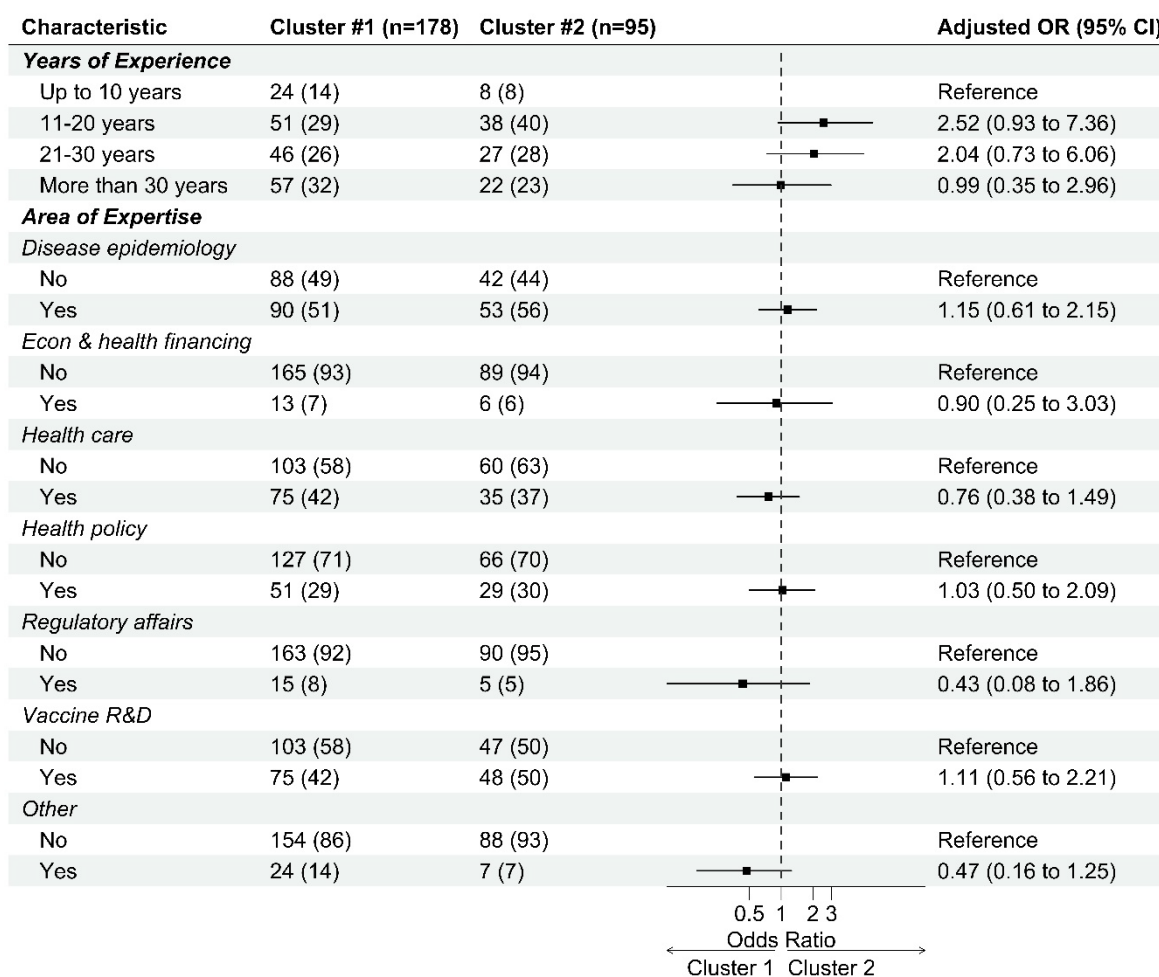 Characteristic Cluster #1 (n=178) Cluster #2 (n=95) Adjusted OR (95% CI)
Years of Experience
Up to 10 years 24 (14) 8 (8) Reference
11-20 years 51 (29) 38 (40) 2.52 (0.93 to 7.36)
21-30 years 46 (26) 27 (28) 2.04 (0.73 to 6.06)
More than 30 years 57 (32) 22 (23) 0.99 (0.35 to 2.96)
Area of Expertise
Disease epidemiology
No 88 (49) 42 (44) Reference
Yes 90 (51) 53 (56) 1.15 (0.61 to 2.15)
Econ & health financing
No 165 (93) 89 (94) Reference
Yes 13 (7) 6 (6) 0.90 (0.25 to 3.03)
Health care
No 103 (58) 60 (63) Reference
Yes 75 (42) 35 (37) 0.76 (0.38 to 1.49)
Health policy
No 127 (71) 66 (70) Reference
Yes 51 (29) 29 (30) 1.03 (0.50 to 2.09)
Regulatory affairs
No 163 (92) 90 (95) Reference
Yes 15 (8) 5 (5) 0.43 (0.08 to 1.86)
Vaccine R&D
No 103 (58) 47 (50) Reference
Yes 75 (42) 48 (50) 1.11 (0.56 to 2.21)
Other
No 154 (86) 88 (93) Reference
Yes 24 (14) 7 (7) 0.47 (0.16 to 1.25)
0.5 1 2 3
Odds Ratio
Cluster 1 Cluster 2